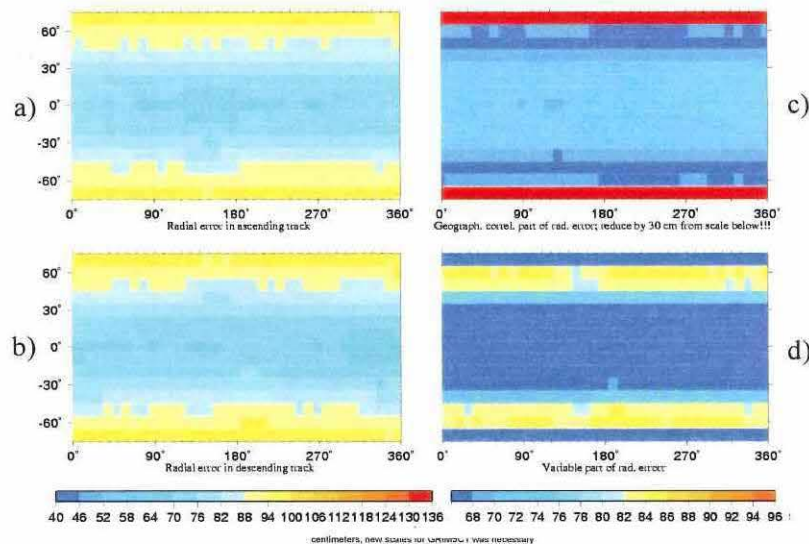 60°
30°
0°
-30°
-60°
a)
0° 90° 180° 270° 360°
Radial error in ascending track
c)
0° 90° 180° 270° 360°
Geograph. correl. part of rad. error; reduce by 30 cm from scale below!!!
60°
30°
0°
-30°
-60°
b)
0° 90° 180° 270° 360°
Radial error in descending track
d)
0° 90° 180° 270° 360°
Variable part of rad. errorr
40 46 52 58 64 70 76 82 88 94 100 106 112 118 124 130 136
68 70 72 74 76 78 80 82 84 86 88 90 92 94 96
centimeters, new scales for was necessary